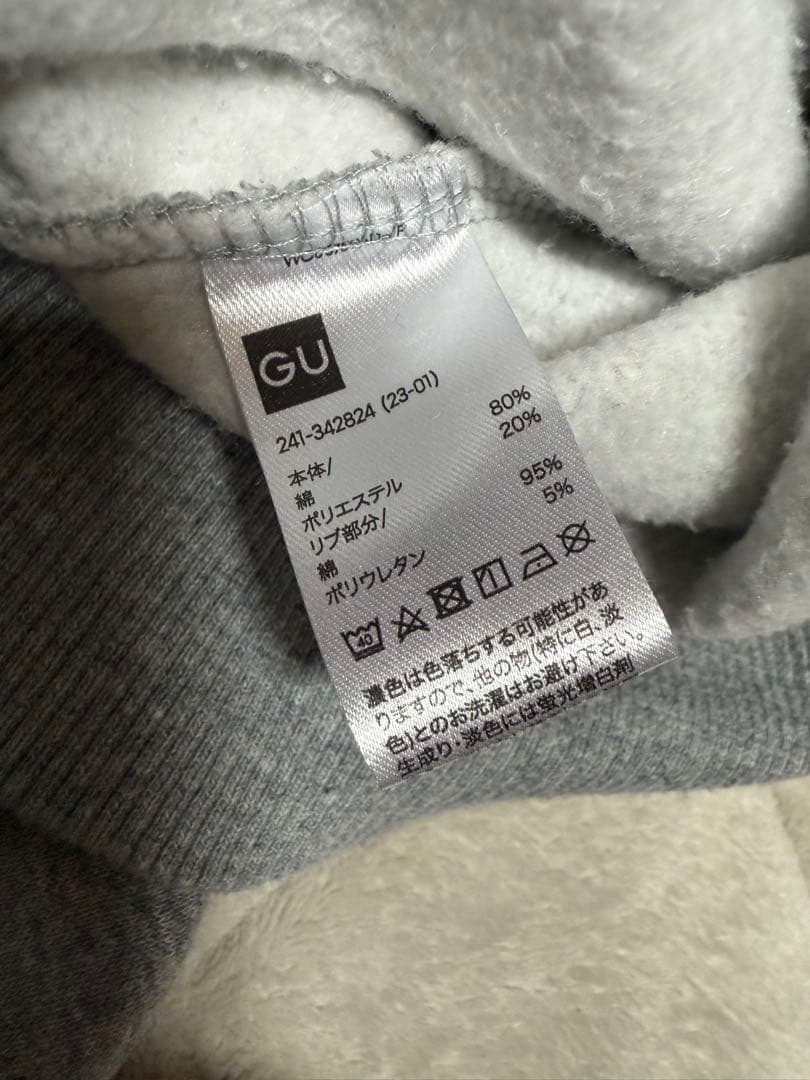 GU
241-342824 (23-01)
本体/
綿 80%
ポリエステル 20%
リブ部分/
綿 95%
ポリウレタン 5%
40
濃色は色落ちする可能性があ
りますので、他の物(特に白、淡
色)とのお洗濯はお避け下さい。
生成り・淡色には蛍光増白剤